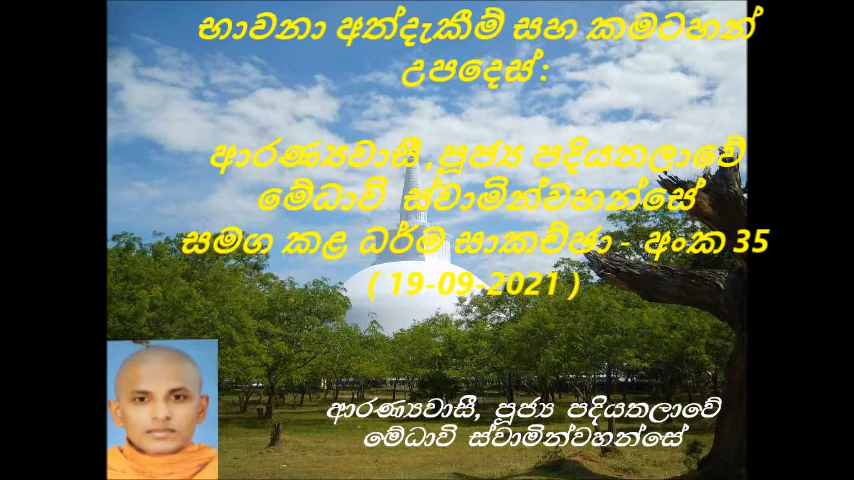 භාවනා අත්දැකීම් සහ කමටහන්
උපදෙස් :
ආරණ්‍යවාසී ,පූජ්‍ය පදියතලාවේ
මේධාවි ස්වාමින්වහන්සේ
සමග කළ ධර්ම සාකච්ඡා - අංක 35
( 19-09-2021 )
ආරණ්‍යවාසී, පූජ්‍ය පදියතලාවේ
මේධාවි ස්වාමින්වහන්සේ